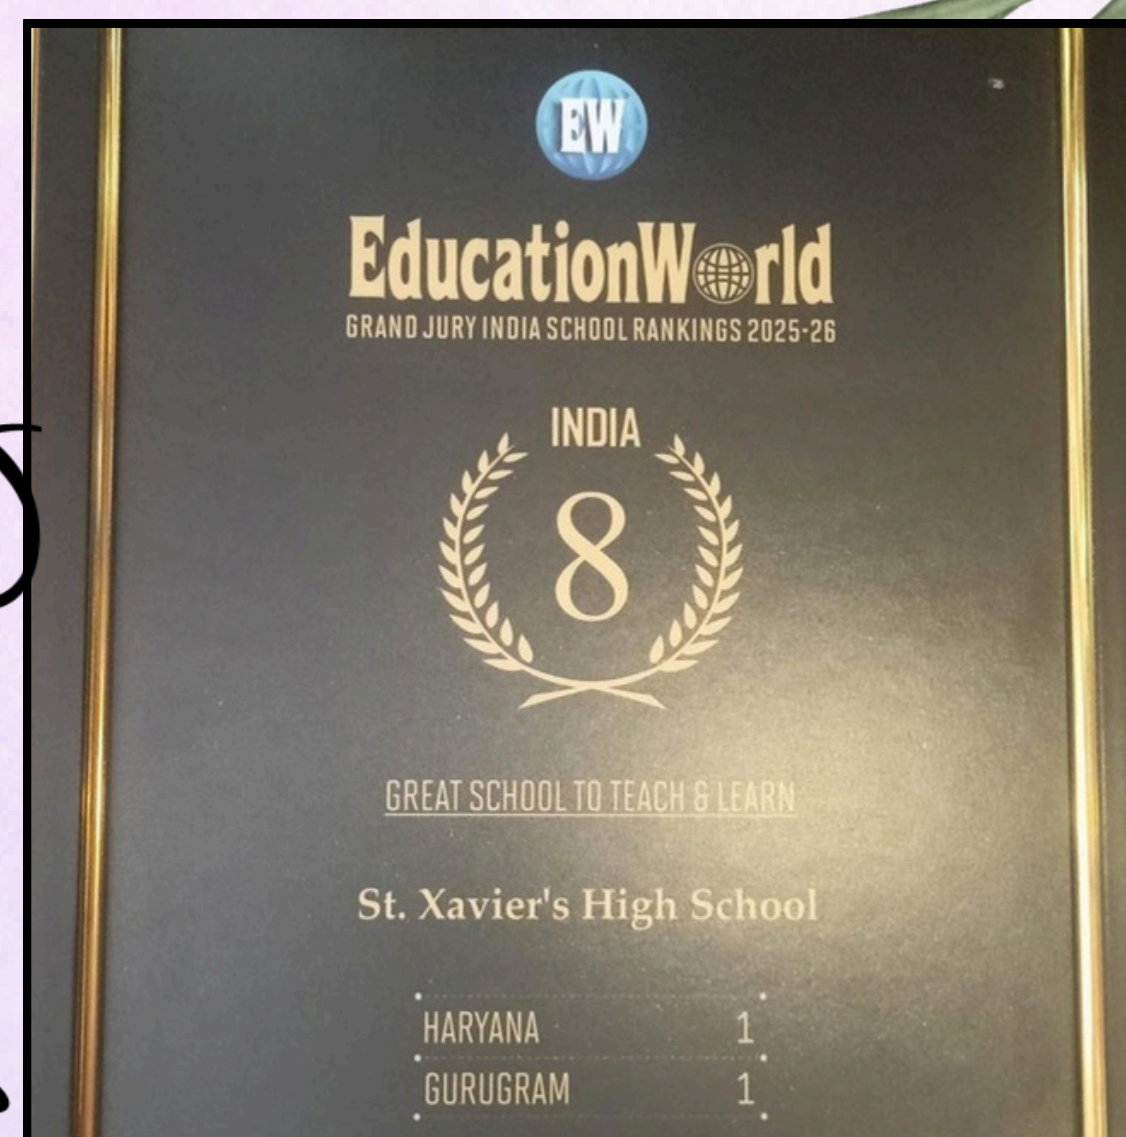 EW
EducationWorld
GRAND JURY INDIA SCHOOL RANKINGS 2025-26
INDIA
8
GREAT SCHOOL TO TEACH & LEARN
St. Xavier's High School
HARYANA 1
GURUGRAM 1